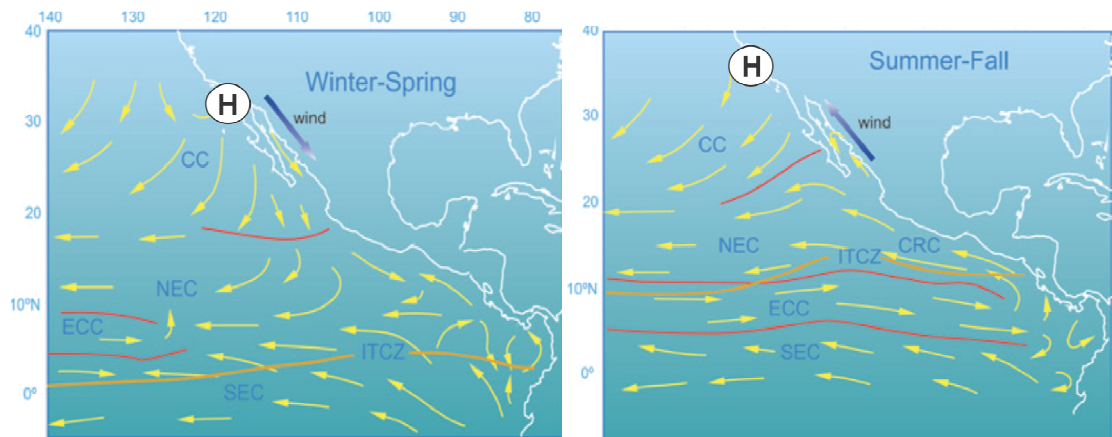 140 120 110 100 90 80
40
H
Winter-Spring
30
wind
CC
20
NEC
10ºN
ECC
ITCZ
SEC
0º
40
H
Summer-Fall
30
wind
CC
20
NEC
CRC
ITCZ
10ºN
ECC
SEC
0º